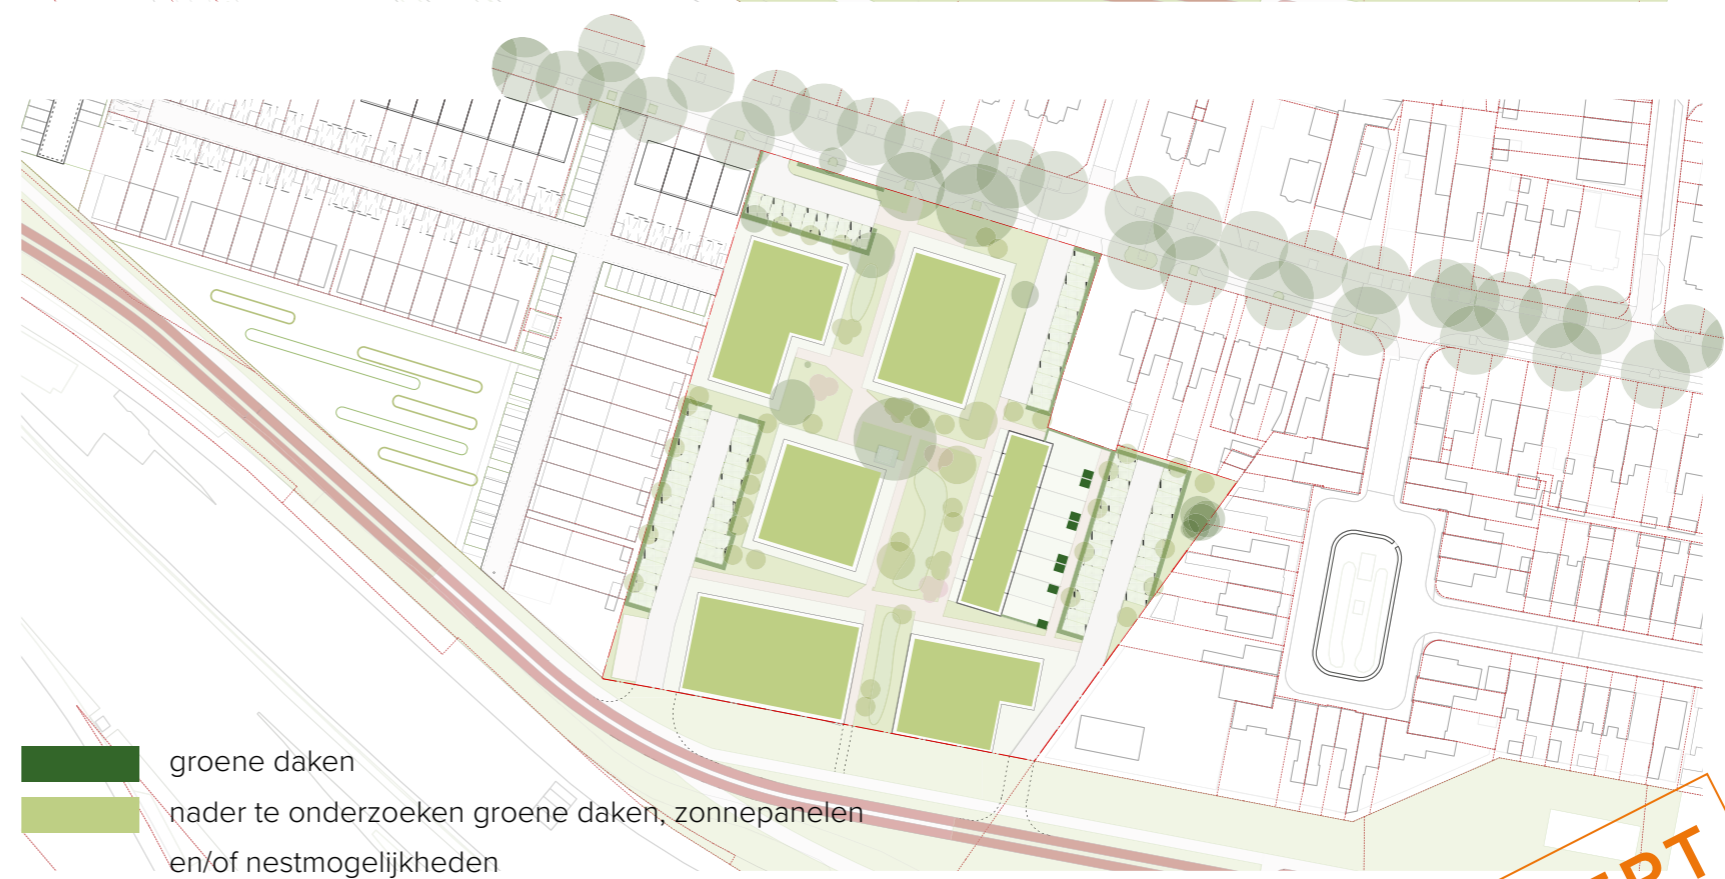 groene daken
nader te onderzoeken groene daken, zonnepanelen
en/of nestmogelijkheden